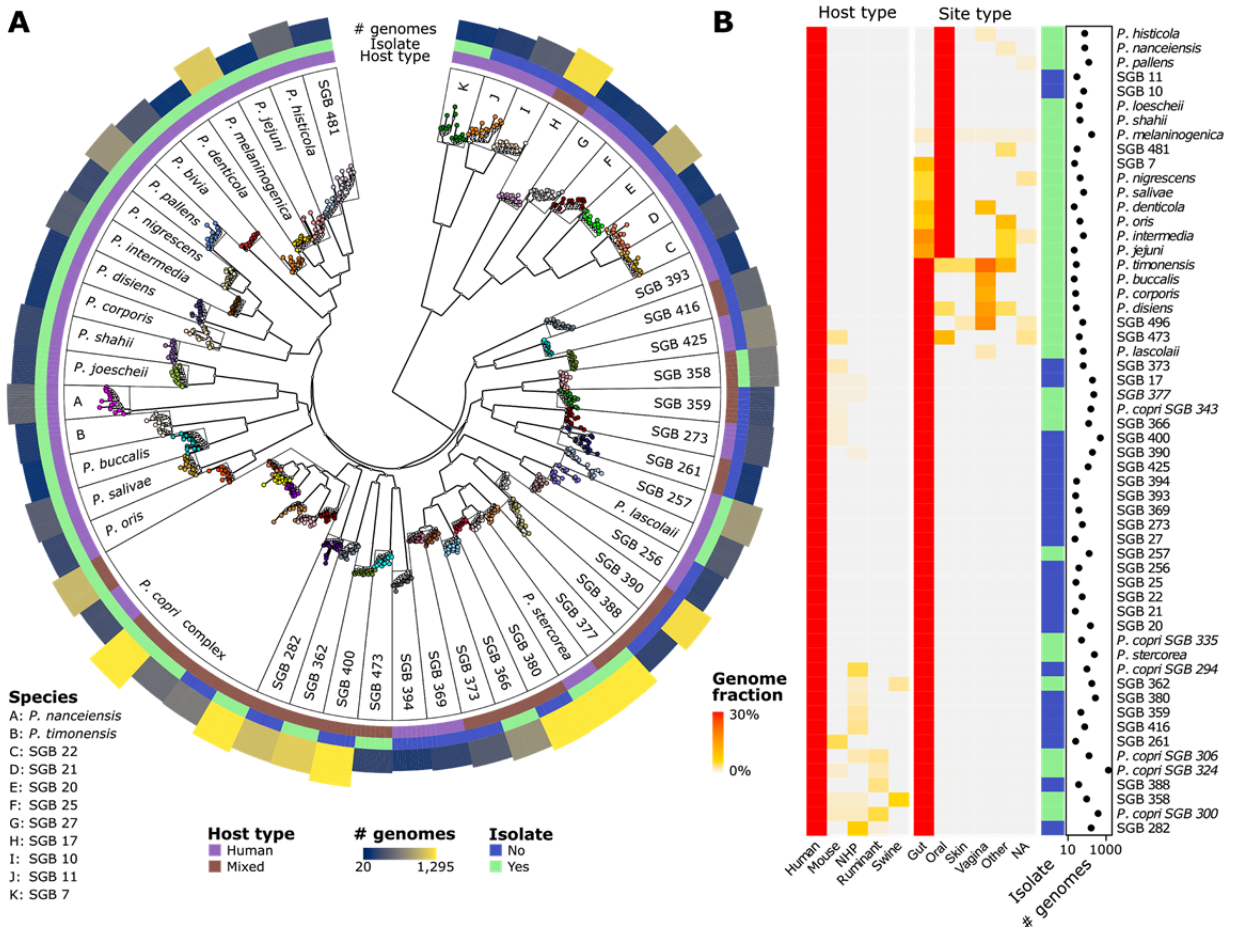 A
# genomes
Isolate
Host type
SGB 481
P. histicola
P. jejuni
P. melaninogenica
P. denticola
P. bivia
P. pallens
P. nigrescens
P. intermedia
P. disiens
P. corporis
P. shahii
P. joescheii
A
B
P. buccalis
P. salivae
P. oris
P. copri complex
SGB 282
SGB 362
SGB 400
SGB 473
SGB 394
SGB 369
SGB 373
SGB 366
SGB 380
P. stercorea
SGB 377
SGB 388
SGB 390
SGB 256
P. lascolaii
SGB 257
SGB 261
SGB 273
SGB 359
SGB 358
SGB 425
SGB 416
SGB 393
C
D
E
F
G
H
I
J
K
Species
A: P. nanceiensis
B: P. timonensis
C: SGB 22
D: SGB 21
E: SGB 20
F: SGB 25
G: SGB 27
H: SGB 17
I: SGB 10
J: SGB 11
K: SGB 7
Host type
Human
Mixed
# genomes
20 1,295
Isolate
No
Yes
B
Host type Site type
P. histicola
P. nanceiensis
P. pallens
SGB 11
SGB 10
P. loescheii
P. shahii
P. melaninogenica
SGB 481
SGB 7
P. nigrescens
P. salivae
P. denticola
P. oris
P. intermedia
P. jejuni
P. timonensis
P. buccalis
P. corporis
P. disiens
SGB 496
SGB 473
P. lascolaii
SGB 373
SGB 17
SGB 377
P. copri SGB 343
SGB 366
SGB 400
SGB 390
SGB 425
SGB 394
SGB 393
SGB 369
SGB 273
SGB 27
SGB 257
SGB 256
SGB 25
SGB 22
SGB 21
SGB 20
P. copri SGB 335
P. stercorea
P. copri SGB 294
SGB 362
SGB 380
SGB 359
SGB 416
SGB 261
P. copri SGB 306
P. copri SGB 324
SGB 388
SGB 358
P. copri SGB 300
SGB 282
Genome
fraction
30%
0%
Human
Mouse
NHP
Ruminant
Swine
Gut
Oral
Skin
Vagina
Other
NA
Isolate
# genomes
10 1000